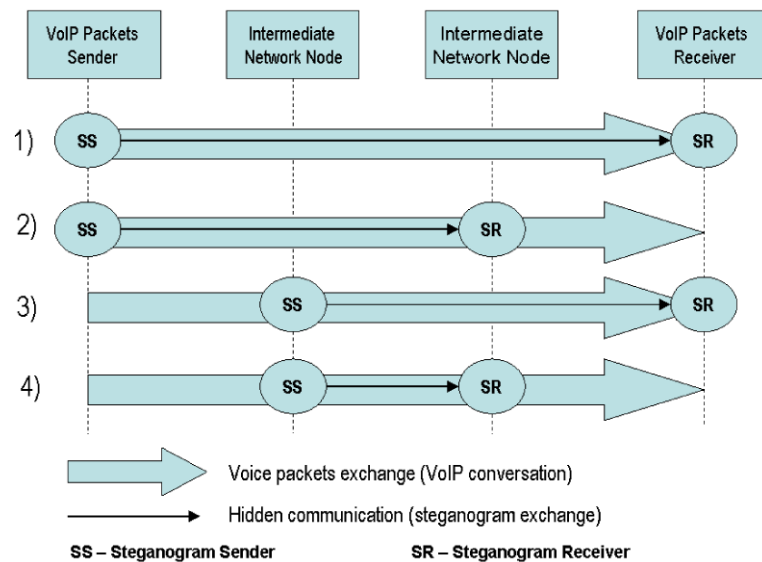 VoIP Packets
Sender
Intermediate
Network Node
Intermediate
Network Node
VoIP Packets
Receiver
1)
SS
SR
2)
SS
SR
3)
SS
SR
4)
SS
SR
Voice packets exchange (VoIP conversation)
Hidden communication (steganogram exchange)
SS – Steganogram Sender
SR – Steganogram Receiver